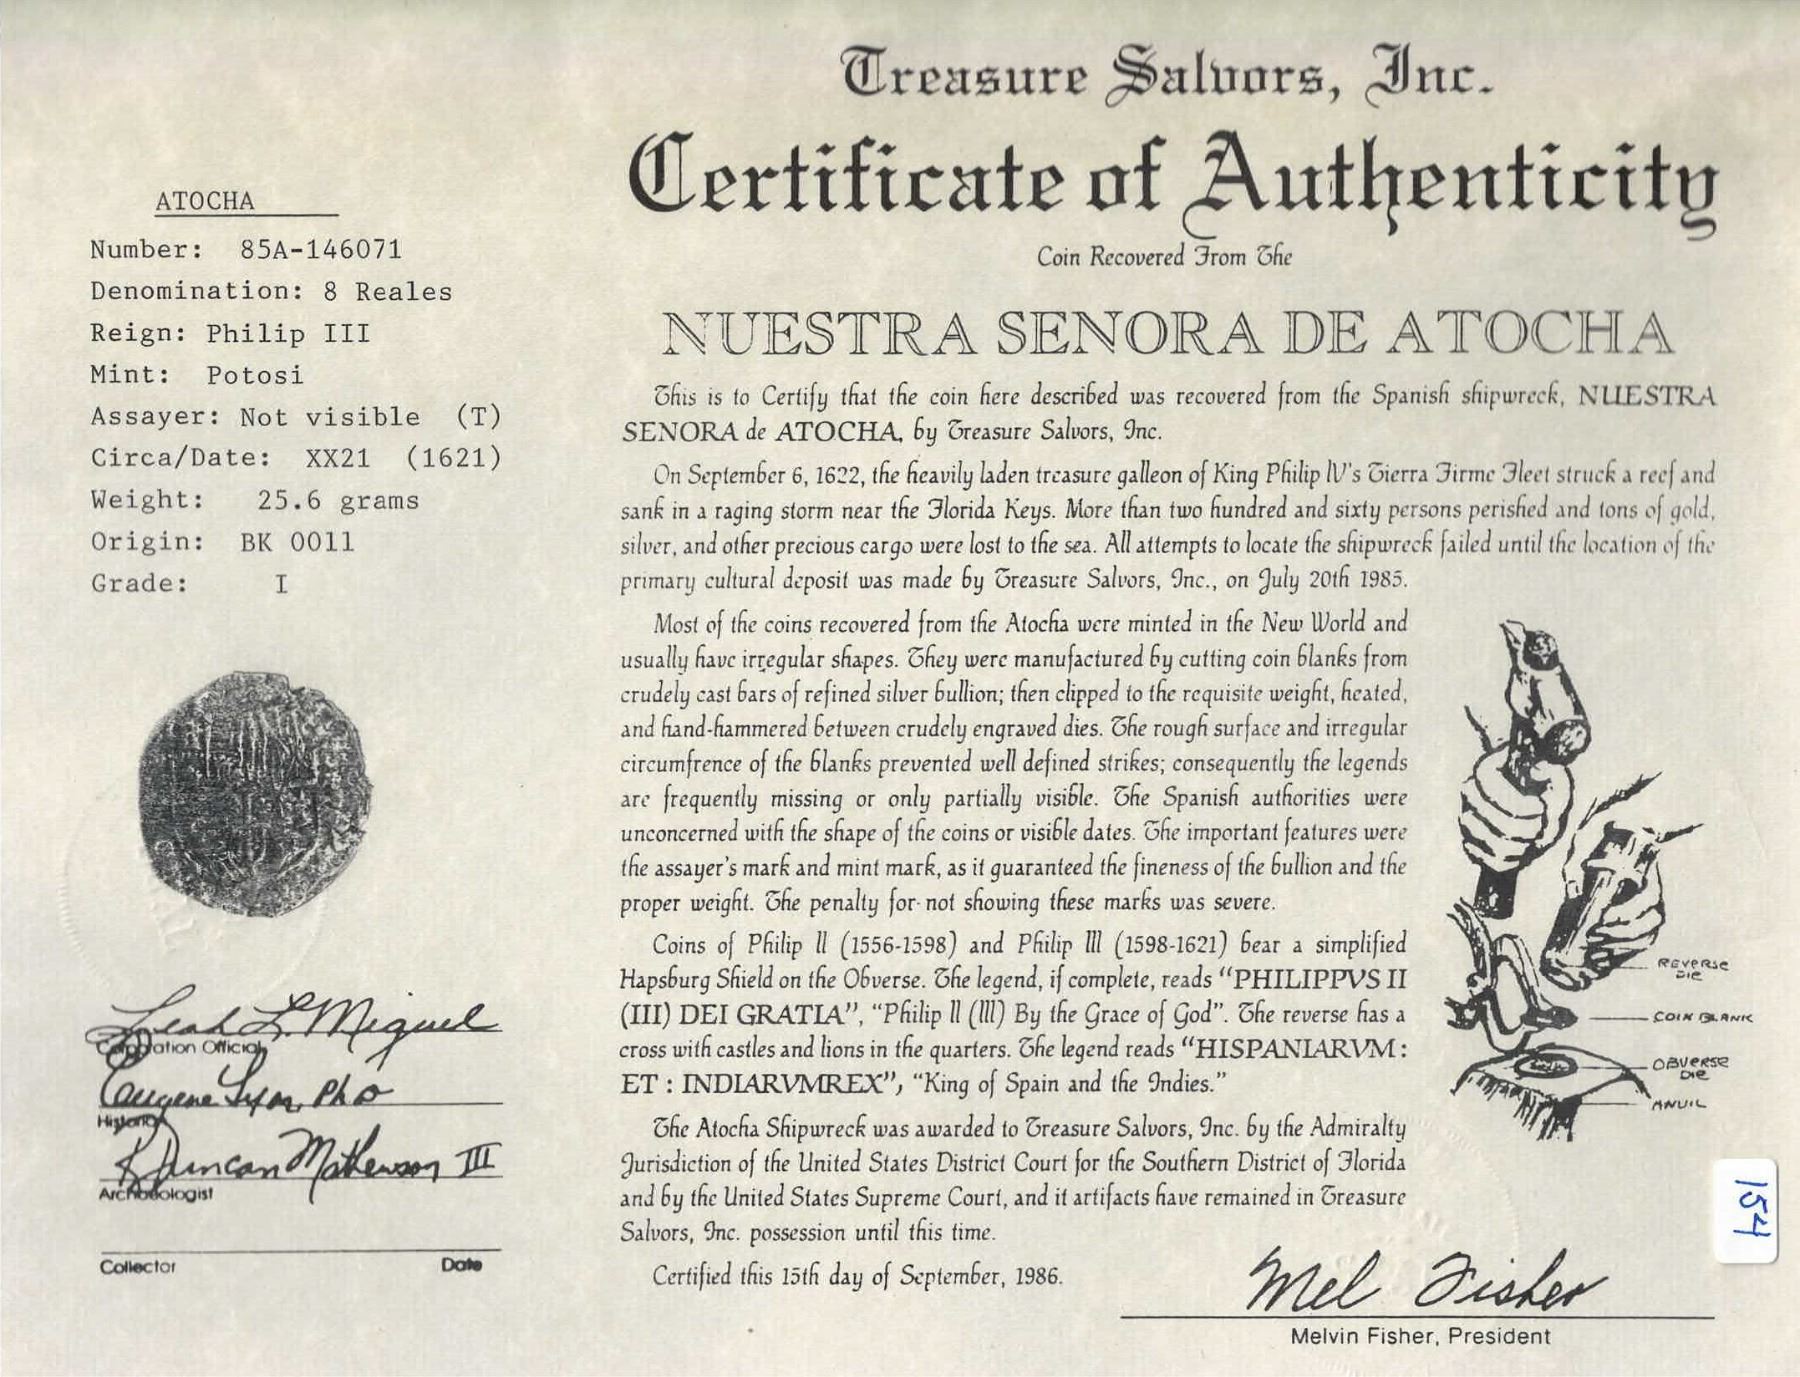 Treasure Salvors, Inc.
Certificate of Authenticity
Coin Recovered From The
NUESTRA SENORA DE ATOCHA
ATOCHA
Number: 85A-146071
Denomination: 8 Reales
Reign: Philip III
Mint: Potosi
Assayer: Not visible (T)
Circa/Date: XX21 (1621)
Weight: 25.6 grams
Origin: BK 0011
Grade: I
This is to Certify that the coin here described was recovered from the Spanish shipwreck, NUESTRA
SENORA de ATOCHA, by Treasure Salvors, Inc.
On September 6, 1622, the heavily laden treasure galleon of King Philip IV's Tierra Firme Fleet struck a reef and
sank in a raging storm near the Florida Keys. More than two hundred and sixty persons perished and tons of gold,
silver, and other precious cargo were lost to the sea. All attempts to locate the shipwreck failed until the location of the
primary cultural deposit was made by Treasure Salvors, Inc., on July 20th 1985.
Most of the coins recovered from the Atocha were minted in the New World and
usually have irregular shapes. They were manufactured by cutting coin blanks from
crudely cast bars of refined silver bullion; then clipped to the requisite weight, heated,
and hand-hammered between crudely engraved dies. The rough surface and irregular
circumfrence of the blanks prevented well defined strikes; consequently the legends
are frequently missing or only partially visible. The Spanish authorities were
unconcerned with the shape of the coins or visible dates. The important features were
the assayer's mark and mint mark, as it guaranteed the fineness of the bullion and the
proper weight. The penalty for not showing these marks was severe.
Coins of Philip II (1556-1598) and Philip III (1598-1621) bear a simplified
Hapsburg Shield on the Obverse. The legend, if complete, reads "PHILIPPVS II
(III) DEI GRATIA", "Philip II (III) By the Grace of God". The reverse has a
cross with castles and lions in the quarters. The legend reads "HISPANIARVM :
ET : INDIARVMREX", "King of Spain and the Indies."
The Atocha Shipwreck was awarded to Treasure Salvors, Inc. by the Admiralty
Jurisdiction of the United States District Court for the Southern District of Florida
and by the United States Supreme Court, and it artifacts have remained in Treasure
Salvors, Inc. possession until this time.
Certified this 15th day of September, 1986.
REVERSE
DIE
COIN BLANK
OBVERSE
DIE
ANVIL
154
Leah L. Miguel
Corporation Official
Eugene Lyon, PhD
Historian
R Duncan Mathewson III
Archaeologist
Collector Date
Mel Fisher
Melvin Fisher, President